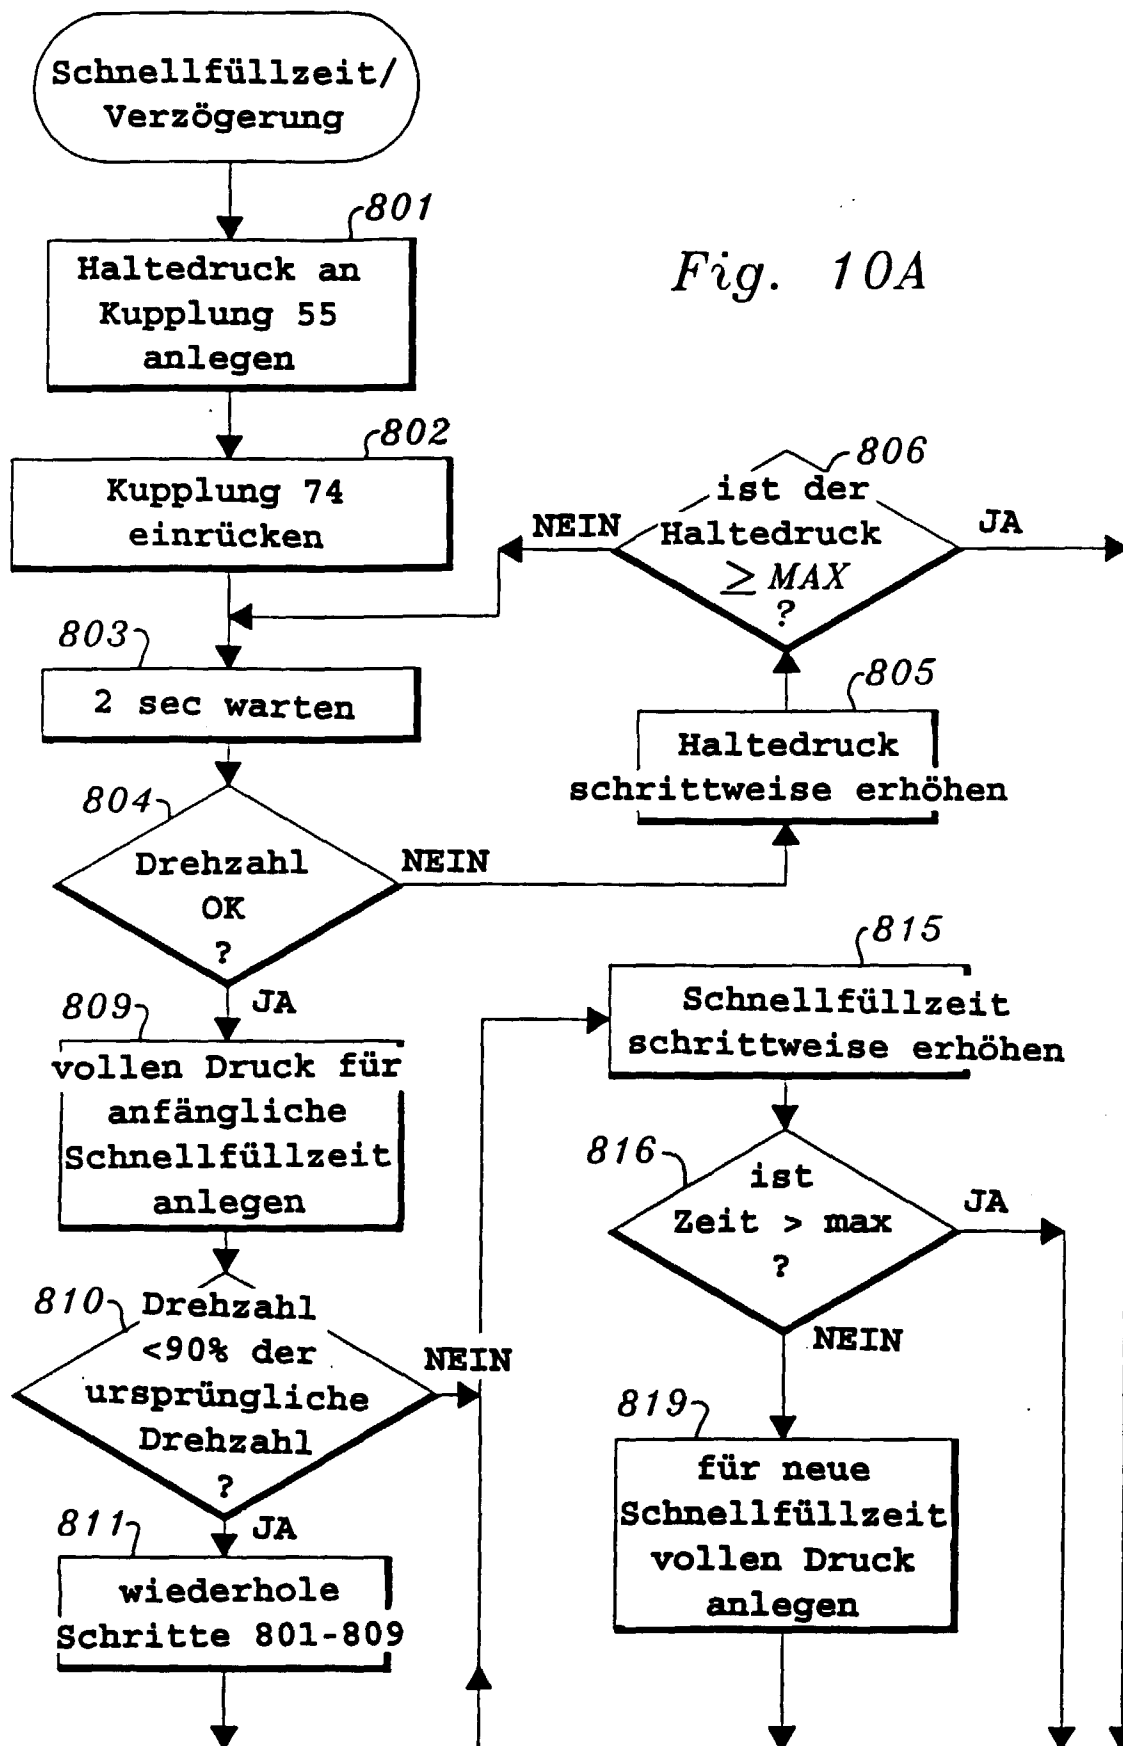 Schnellfüllzeit/
Verzögerung
801
Haltedruck an
Kupplung 55
anlegen
Fig. 10A
802
Kupplung 74
einrücken
806
ist der
Haltedruck
≥ MAX
?
NEIN
JA
803
2 sec warten
805
Haltedruck
schrittweise erhöhen
804
Drehzahl
OK
?
NEIN
JA
809
vollen Druck für
anfängliche
Schnellfüllzeit
anlegen
815
Schnellfüllzeit
schrittweise erhöhen
816
ist
Zeit > max
?
JA
NEIN
810
Drehzahl
<90% der
ursprüngliche
Drehzahl
?
NEIN
JA
819
für neue
Schnellfüllzeit
vollen Druck
anlegen
811
wiederhole
Schritte 801-809